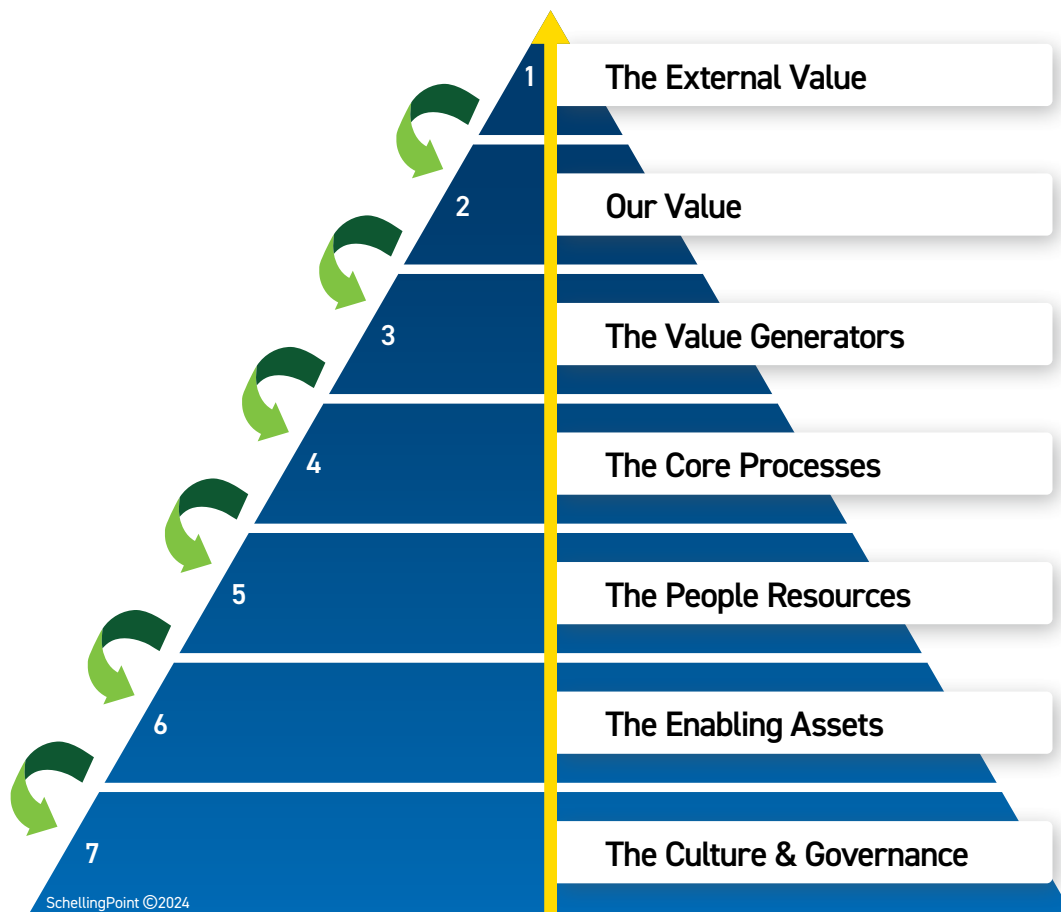 1
The External Value
2
Our Value
3
The Value Generators
4
The Core Processes
5
The People Resources
6
The Enabling Assets
7
The Culture & Governance
SchellingPoint ©2024